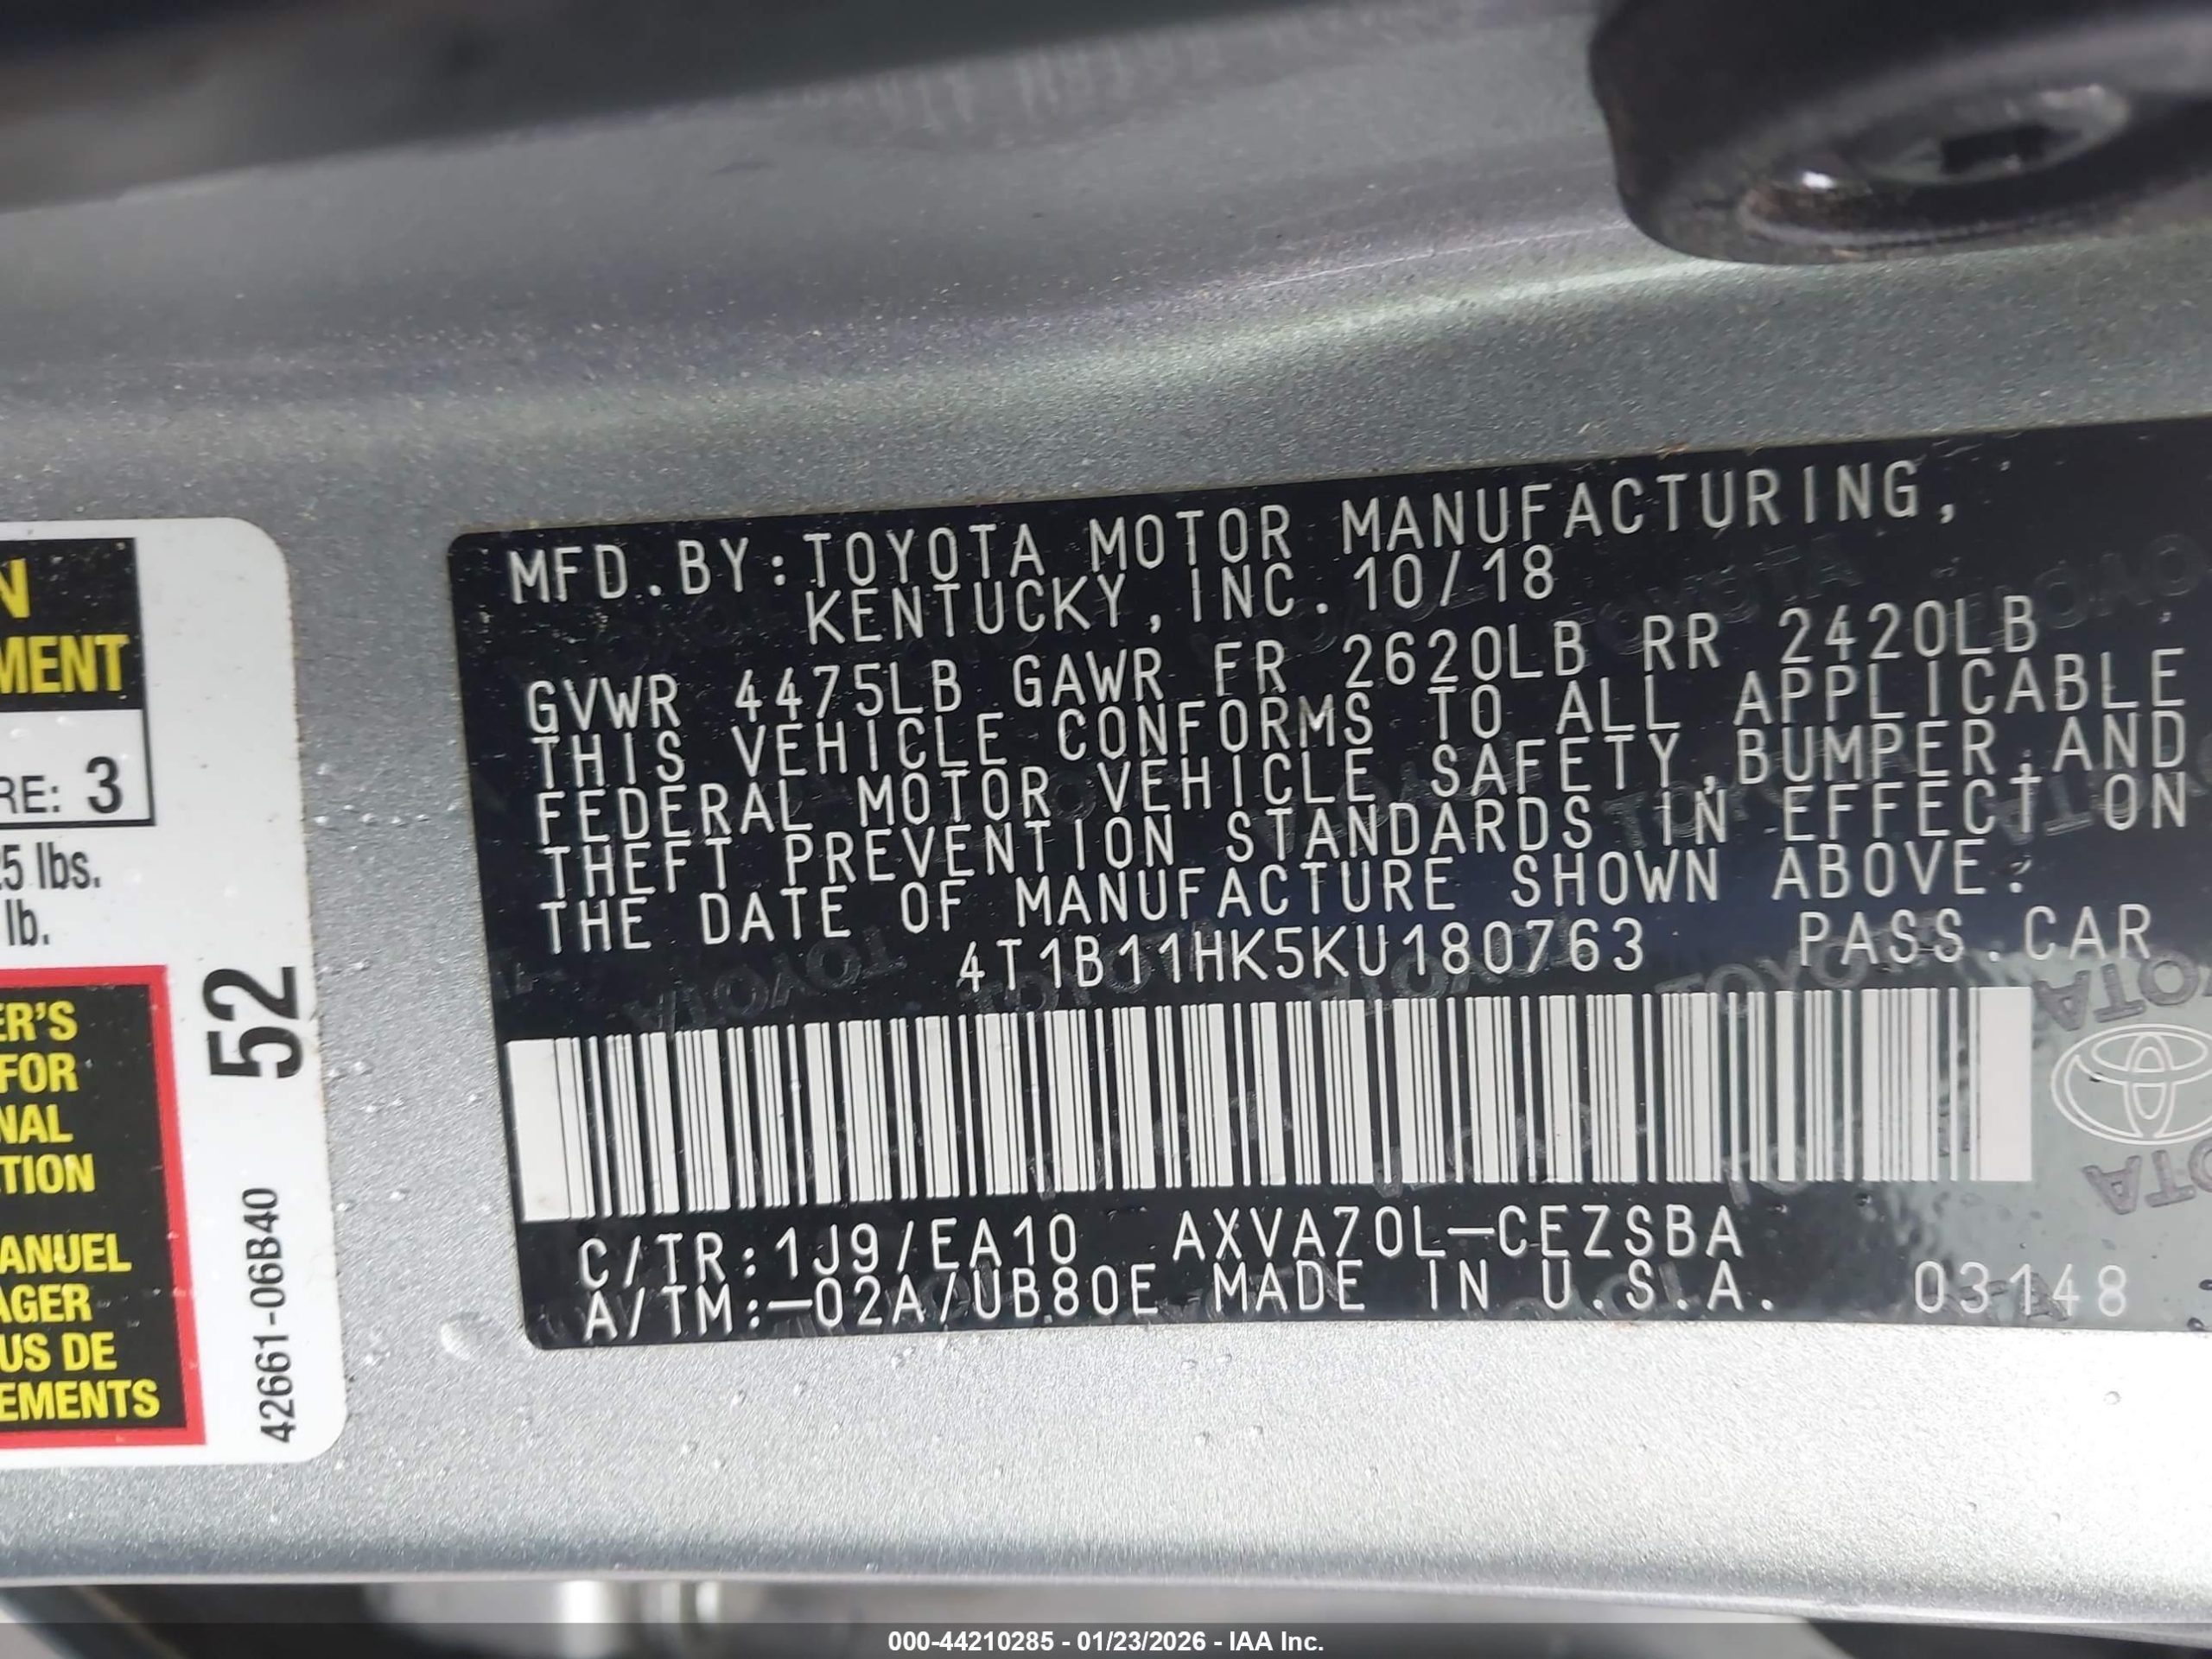 N
MENT
RE: 3
25 lbs.
lb.
ER'S
FOR
NAL
TION
ANUEL
AGER
US DE
EMENTS
52
42661-06B40
MFD.BY:TOYOTA MOTOR MANUFACTURING,
KENTUCKY,INC.10/18
GVWR 4475LB GAWR FR 2620LB RR 2420LB
THIS VEHICLE CONFORMS TO ALL APPLICABLE
FEDERAL MOTOR VEHICLE SAFETY,BUMPER,AND
THEFT PREVENTION STANDARDS IN EFFECT ON
THE DATE OF MANUFACTURE SHOWN ABOVE.
4T1B11HK5KU180763 PASS.CAR
C/TR:1J9/EA10 AXVA70L-CEZSBA
A/TM:-02A/UB80E MADE IN U.S.A. 03148
000-44210285 - 01/23/2026 - IAA Inc.